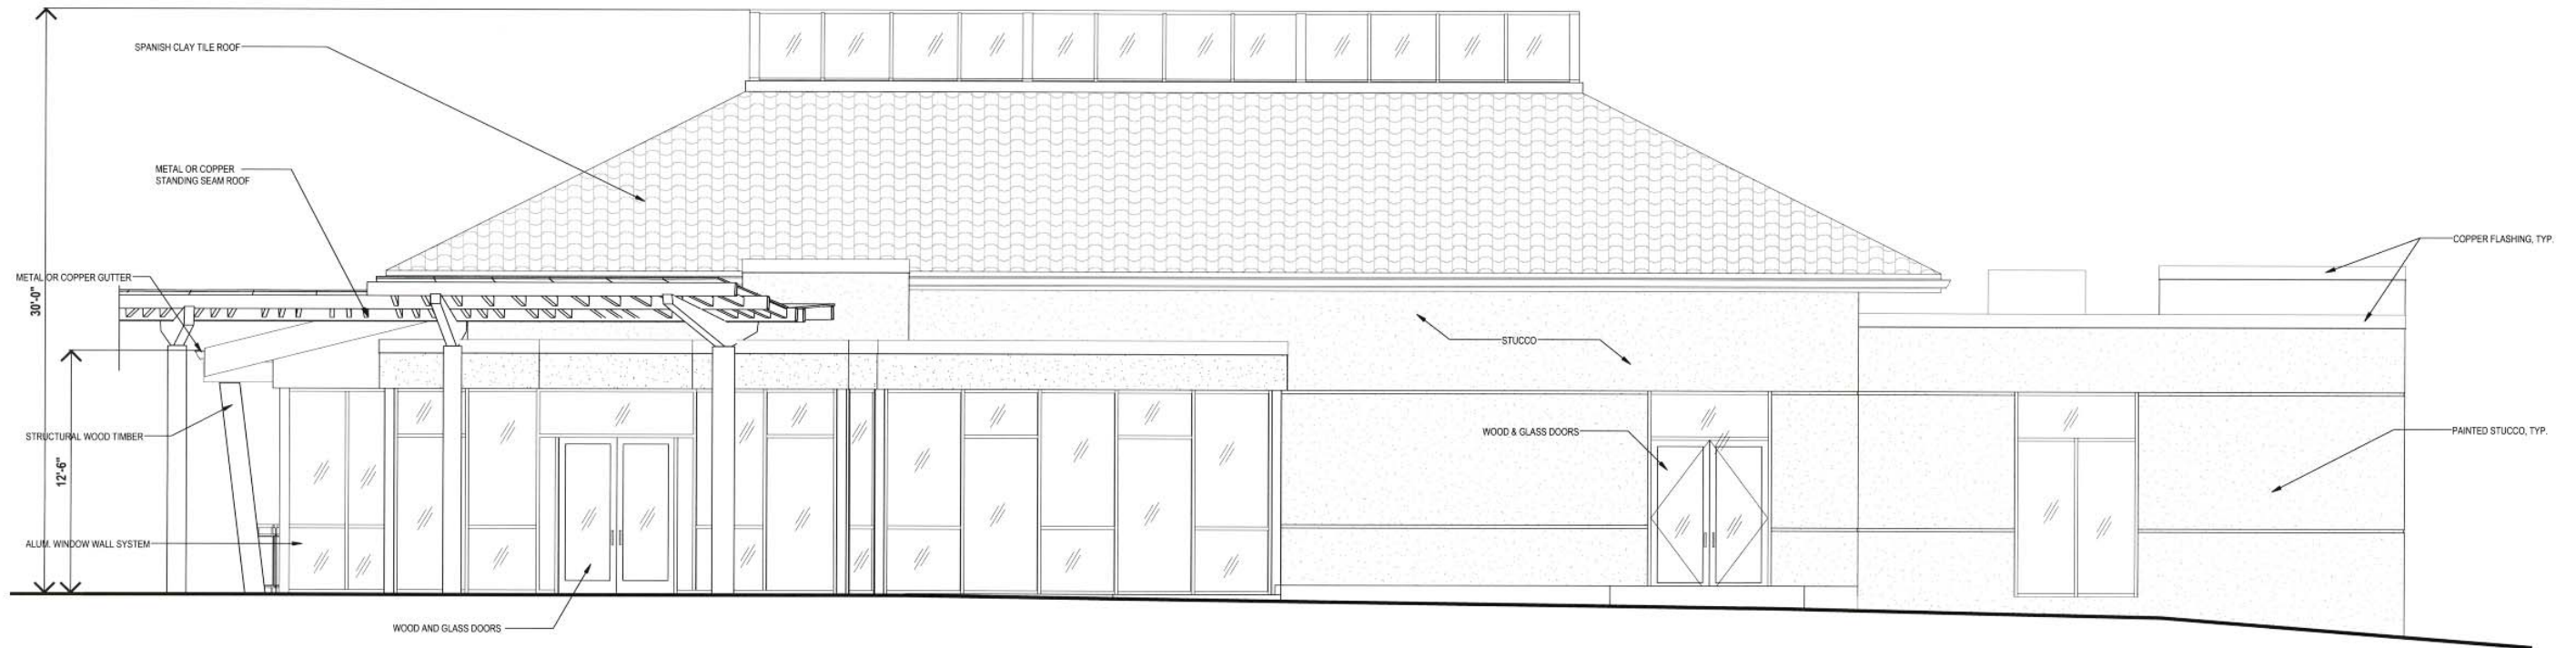 SPANISH CLAY TILE ROOF
METAL OR COPPER
STANDING SEAM ROOF
METAL OR COPPER GUTTER
30'-0"
COPPER FLASHING, TYP.
STUCCO
STRUCTURAL WOOD TIMBER
12'-6"
WOOD & GLASS DOORS
PAINTED STUCCO, TYP.
ALUM. WINDOW WALL SYSTEM
WOOD AND GLASS DOORS